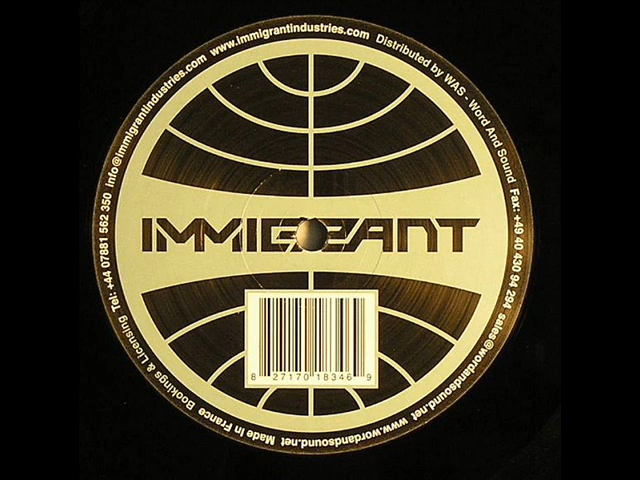 Bookings & Licensing Tel: +44 07881 562 350 info@immigrantindustries.com www.immigrantindustries.com
Distributed by WAS - Word And Sound Fax: +49 40 430 94 294 sales@wordandsound.net www.wordandsound.net
Made In France
IMMIGRANT
8 27170 18346 9